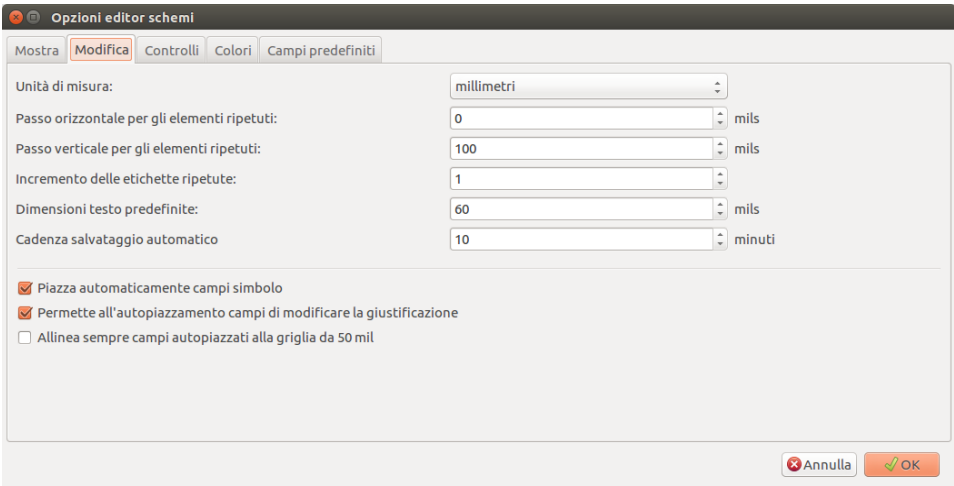 Opzioni editor schemi
Mostra Modifica Controlli Colori Campi predefiniti
Unità di misura: millimetri
Passo orizzontale per gli elementi ripetuti: 0 mils
Passo verticale per gli elementi ripetuti: 100 mils
Incremento delle etichette ripetute: 1
Dimensioni testo predefinite: 60 mils
Cadenza salvataggio automatico 10 minuti
Piazza automaticamente campi simbolo
Permette all'autopiazzamento campi di modificare la giustificazione
Allinea sempre campi autopiazzati alla griglia da 50 mil
Annulla OK